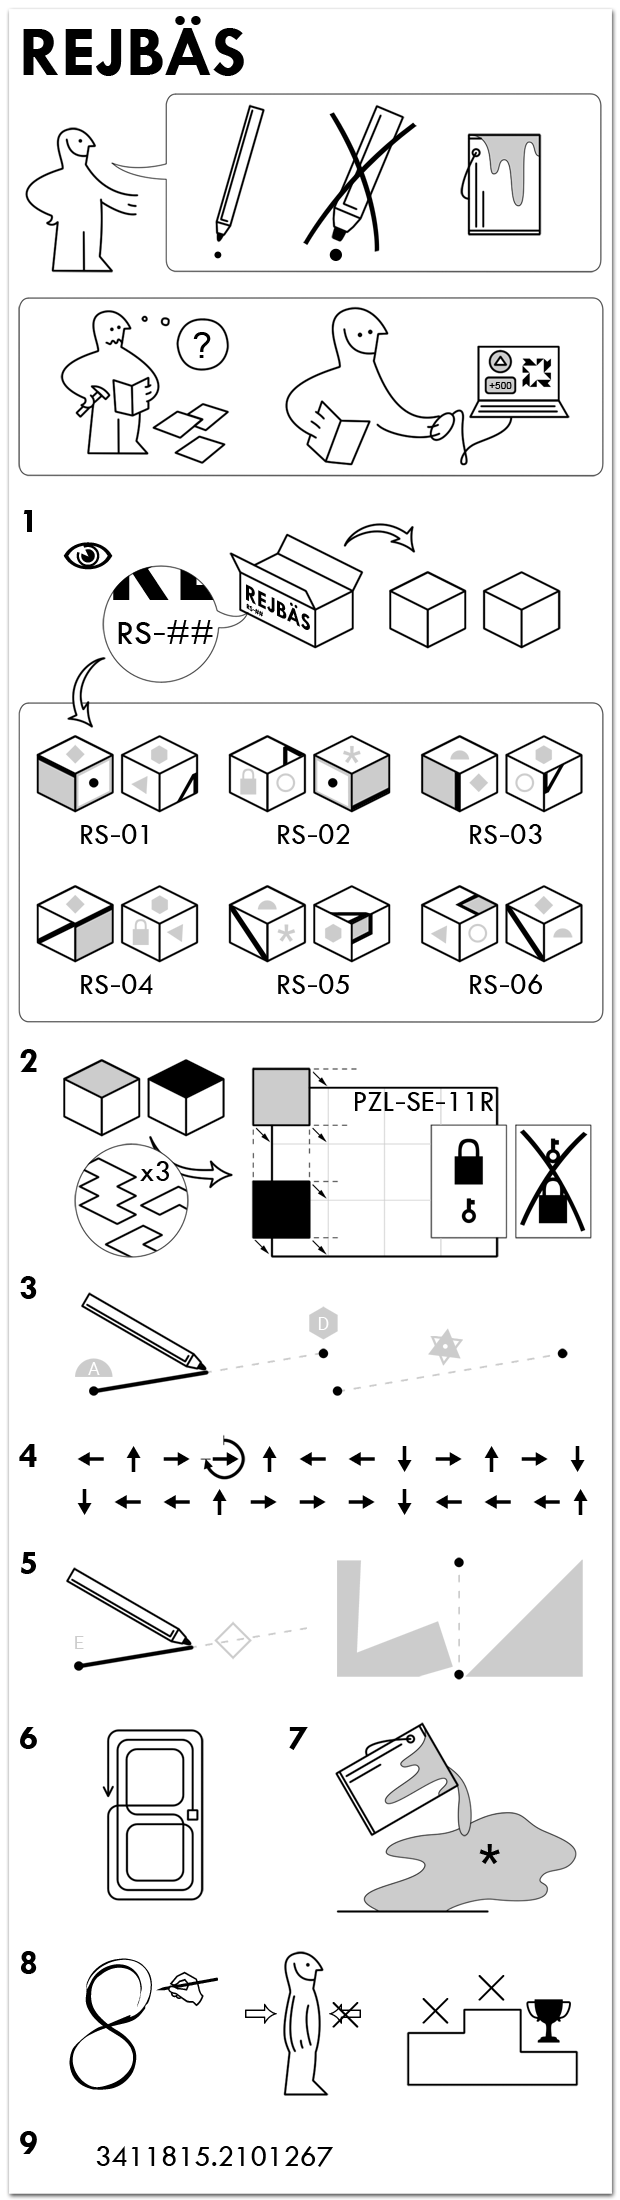 REJBÄS
?
+500
1
RS-##
REJBÄS
RS-##
RS-01
RS-02
RS-03
RS-04
RS-05
RS-06
2
x3
PZL-SE-11R
3
A
D
4
5
E
6
7
*
8
9
3411815.2101267